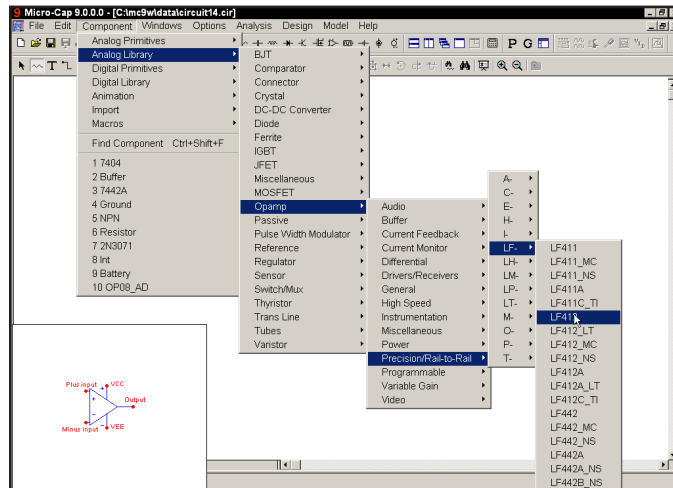 Micro-Cap 9.0.0.0 - [C:\mc9w\data\circuit14.cir]
File Edit Component Windows Options Analysis Design Model Help
Analog Primitives
Analog Library
Digital Primitives
Digital Library
Animation
Import
Macros
Find Component Ctrl+Shift+F
1 7404
2 Buffer
3 7442A
4 Ground
5 NPN
6 Resistor
7 2N3071
8 Int
9 Battery
10 OP08_AD
BJT
Comparator
Connector
Crystal
DC-DC Converter
Diode
Ferrite
IGBT
JFET
Miscellaneous
MOSFET
Opamp
Passive
Pulse Width Modulator
Reference
Regulator
Sensor
Switch/Mux
Thyristor
Trans Line
Tubes
Varistor
Audio
Buffer
Current Feedback
Current Monitor
Differential
Drivers/Receivers
General
High Speed
Instrumentation
Miscellaneous
Power
Precision/Rail-to-Rail
Programmable
Variable Gain
Video
A-
C-
E-
H-
I-
LF-
LH-
LM-
LP-
LT-
M-
O-
P-
T-
LF411
LF411_MC
LF411_NS
LF411A
LF411C_TI
LF412
LF412_LT
LF412_MC
LF412_NS
LF412A
LF412A_LT
LF412C_TI
LF442
LF442_MC
LF442_NS
LF442A
LF442A_NS
LF442B_NS
Plus input
VCC
Output
Minus input
VEE